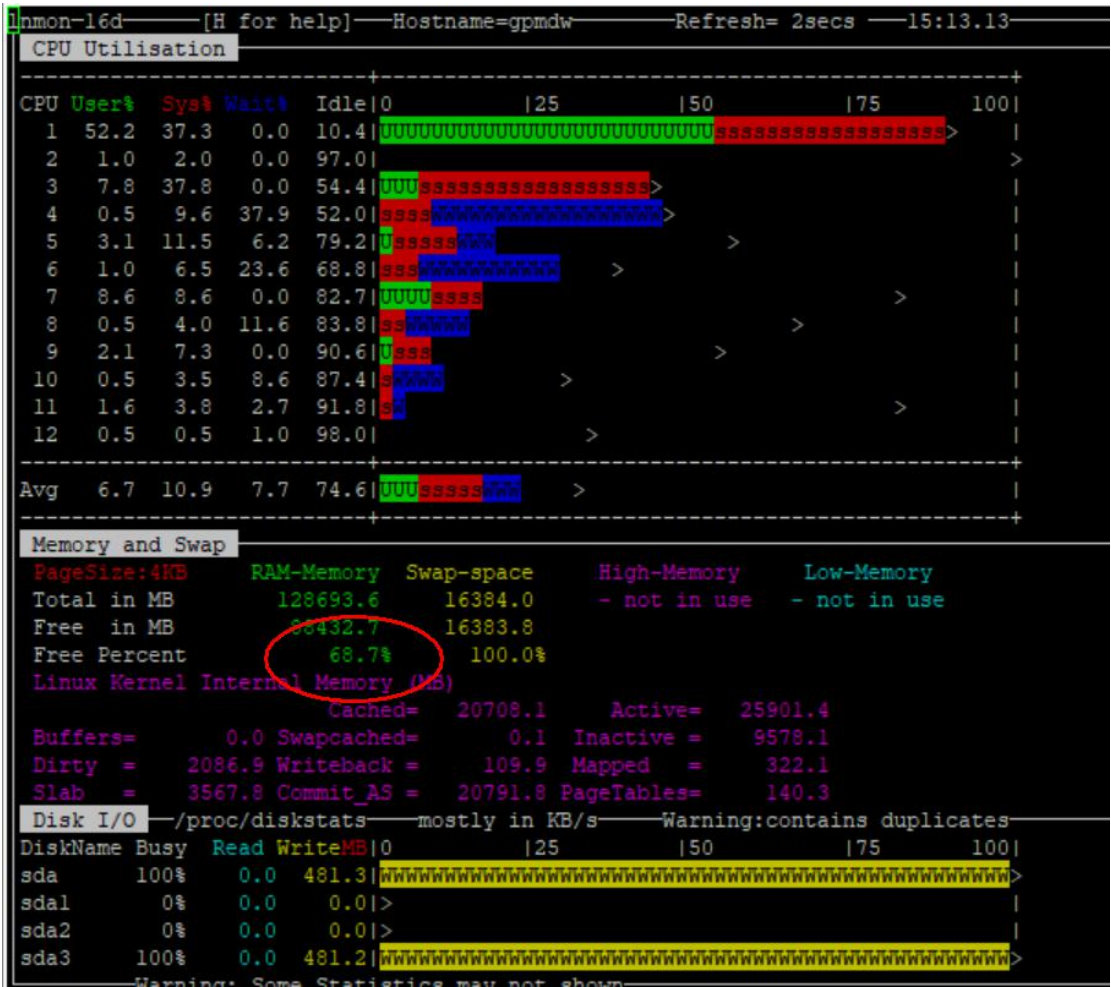 lnmon-16d [H for help] Hostname=gpmdw Refresh= 2secs 15:13.13
CPU Utilisation
CPU User% Sys% Wait% Idle|0 |25 |50 |75 100|
1 52.2 37.3 0.0 10.4|UUUUUUUUUUUUUUUUUUUUUUUUUUssssssssssssssssss>
2 1.0 2.0 0.0 97.0| >
3 7.8 37.8 0.0 54.4|UUUssssssssssssssssss>
4 0.5 9.6 37.9 52.0|ssssWWWWWWWWWWWWWWWWWW>
5 3.1 11.5 6.2 79.2|UsssssWWW >
6 1.0 6.5 23.6 68.8|sssWWWWWWWWWWW >
7 8.6 8.6 0.0 82.7|UUUUssss >
8 0.5 4.0 11.6 83.8|ssWWWWW >
9 2.1 7.3 0.0 90.6|Usss >
10 0.5 3.5 8.6 87.4|sWWWW >
11 1.6 3.8 2.7 91.8|sW >
12 0.5 0.5 1.0 98.0| >
Avg 6.7 10.9 7.7 74.6|UUUsssssWWW >
Memory and Swap
PageSize:4KB RAM-Memory Swap-space High-Memory Low-Memory
Total in MB 128693.6 16384.0 - not in use - not in use
Free in MB 88432.7 16383.8
Free Percent 68.7% 100.0%
Linux Kernel Internal Memory (MB)
Cached= 20708.1 Active= 25901.4
Buffers= 0.0 Swapcached= 0.1 Inactive = 9578.1
Dirty = 2086.9 Writeback = 109.9 Mapped = 322.1
Slab = 3567.8 Commit_AS = 20791.8 PageTables= 140.3
Disk I/O /proc/diskstats mostly in KB/s Warning:contains duplicates
DiskName Busy Read WriteMB|0 |25 |50 |75 100|
sda 100% 0.0 481.3|WWWWWWWWWWWWWWWWWWWWWWWWWWWWWWWWWWWWWWWWWWWWWWWWW>
sda1 0% 0.0 0.0|> |
sda2 0% 0.0 0.0|> |
sda3 100% 0.0 481.2|WWWWWWWWWWWWWWWWWWWWWWWWWWWWWWWWWWWWWWWWWWWWWWWWW>
Warning: Some Statistics may not shown